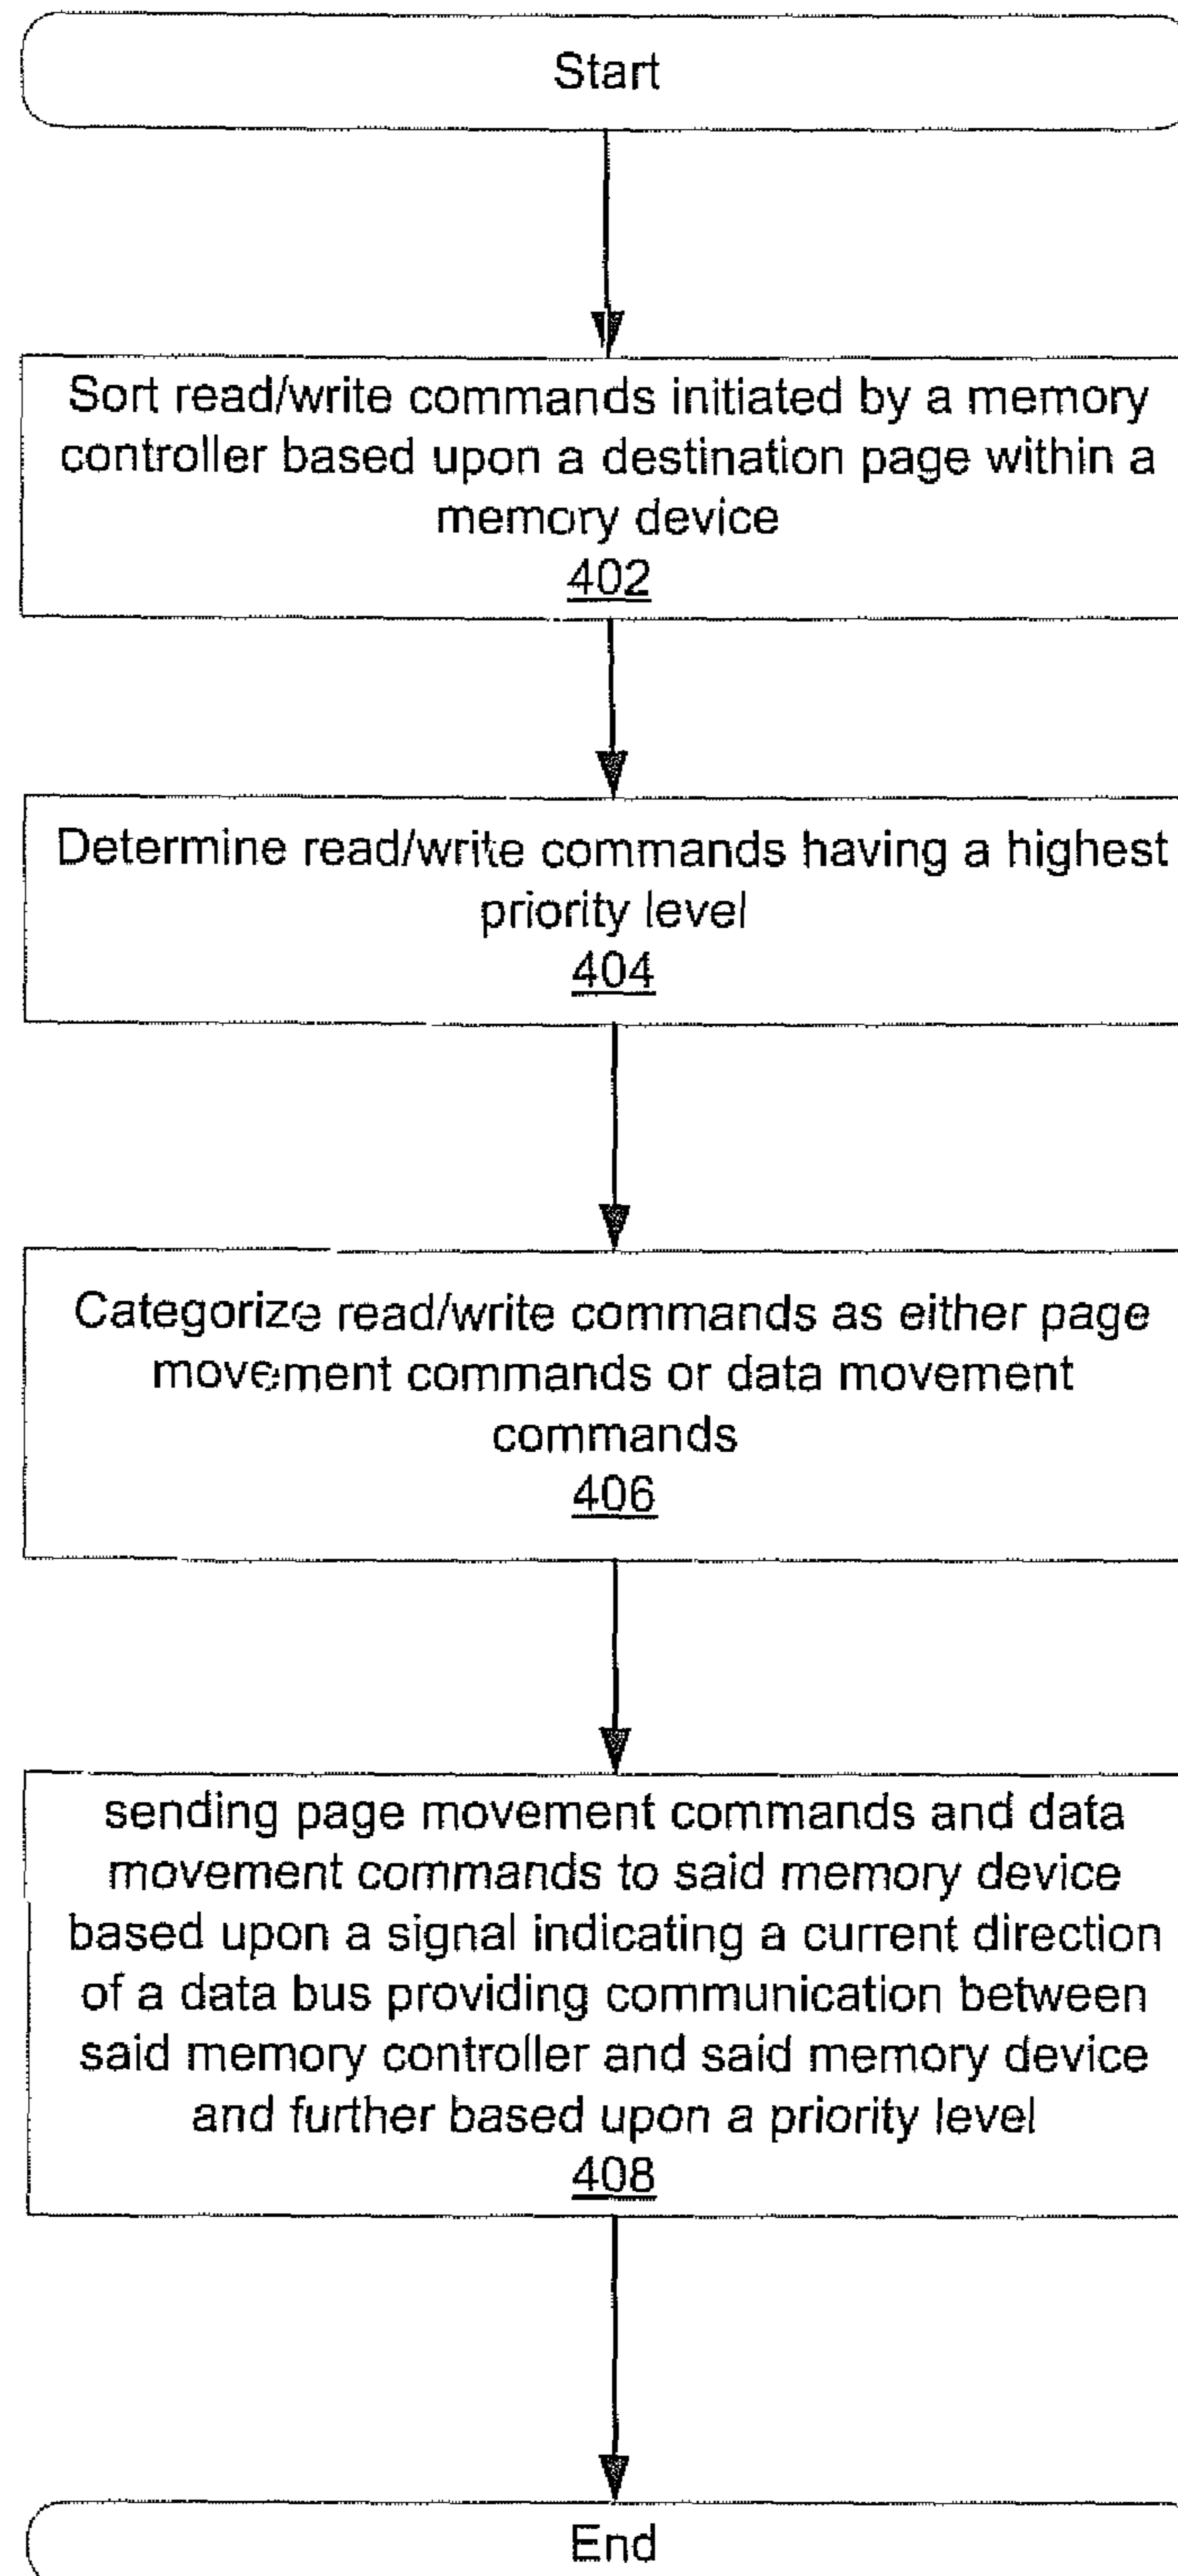 Start
Sort read/write commands initiated by a memory
controller based upon a destination page within a
memory device
402
Determine read/write commands having a highest
priority level
404
Categorize read/write commands as either page
movement commands or data movement
commands
406
sending page movement commands and data
movement commands to said memory device
based upon a signal indicating a current direction
of a data bus providing communication between
said memory controller and said memory device
and further based upon a priority level
408
End